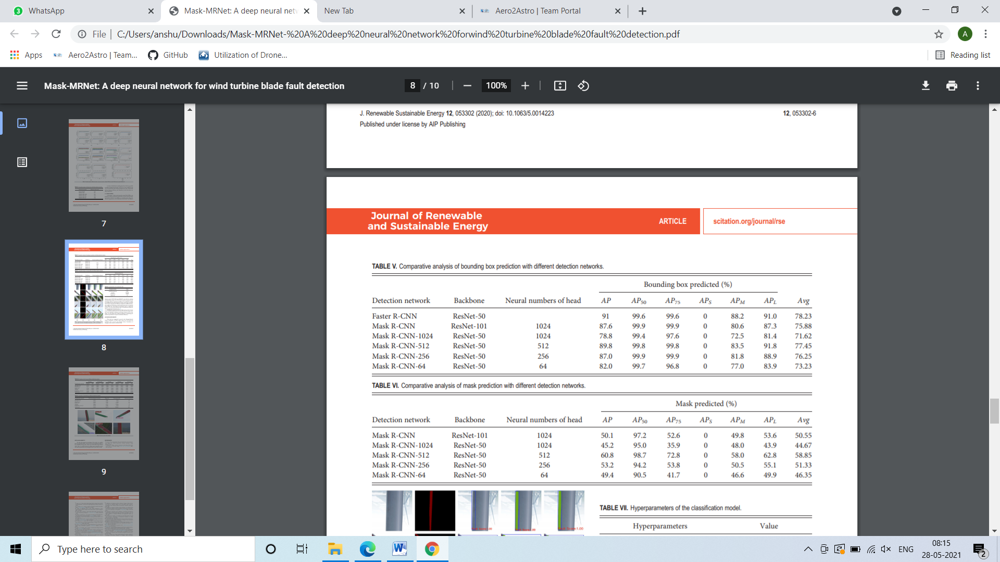 3 WhatsApp
Mask-MRNet: A deep neural net
New Tab
Aero2Astro | Team Portal
File | C:/Users/anshu/Downloads/Mask-MRNet-%20A%20deep%20neural%20network%20forwind%20turbine%20blade%20fault%20detection.pdf
A
Apps
Aero2Astro | Team...
GitHub
Utilization of Drone...
Reading list
Mask-MRNet: A deep neural network for wind turbine blade fault detection
8 / 10
100%
7
8
9
J. Renewable Sustainable Energy 12, 053302 (2020); doi: 10.1063/5.0014223 12, 053302-6
Published under license by AIP Publishing
Journal of Renewable
and Sustainable Energy
ARTICLE
scitation.org/journal/rse
TABLE V. Comparative analysis of bounding box prediction with different detection networks.
Bounding box predicted (%)
Detection network Backbone Neural numbers of head AP AP50 AP75 APS APM APL Avg
Faster R-CNN ResNet-50 91 99.6 99.6 0 88.2 91.0 78.23
Mask R-CNN ResNet-101 1024 87.6 99.9 99.9 0 80.6 87.3 75.88
Mask R-CNN-1024 ResNet-50 1024 78.8 99.4 97.6 0 72.5 81.4 71.62
Mask R-CNN-512 ResNet-50 512 89.8 99.8 99.8 0 83.5 91.8 77.45
Mask R-CNN-256 ResNet-50 256 87.0 99.9 99.9 0 81.8 88.9 76.25
Mask R-CNN-64 ResNet-50 64 82.0 99.7 96.8 0 77.0 83.9 73.23
TABLE VI. Comparative analysis of mask prediction with different detection networks.
Mask predicted (%)
Detection network Backbone Neural numbers of head AP AP50 AP75 APS APM APL Avg
Mask R-CNN ResNet-101 1024 50.1 97.2 52.6 0 49.8 53.6 50.55
Mask R-CNN-1024 ResNet-50 1024 45.2 95.0 35.9 0 48.0 43.9 44.67
Mask R-CNN-512 ResNet-50 512 60.8 98.7 72.8 0 58.0 62.8 58.85
Mask R-CNN-256 ResNet-50 256 53.2 94.2 53.8 0 50.5 55.1 51.33
Mask R-CNN-64 ResNet-50 64 49.4 90.5 41.7 0 46.6 49.9 46.35
TABLE VII. Hyperparameters of the classification model.
Hyperparameters Value
Type here to search
W
ENG
08:15
28-05-2021
2